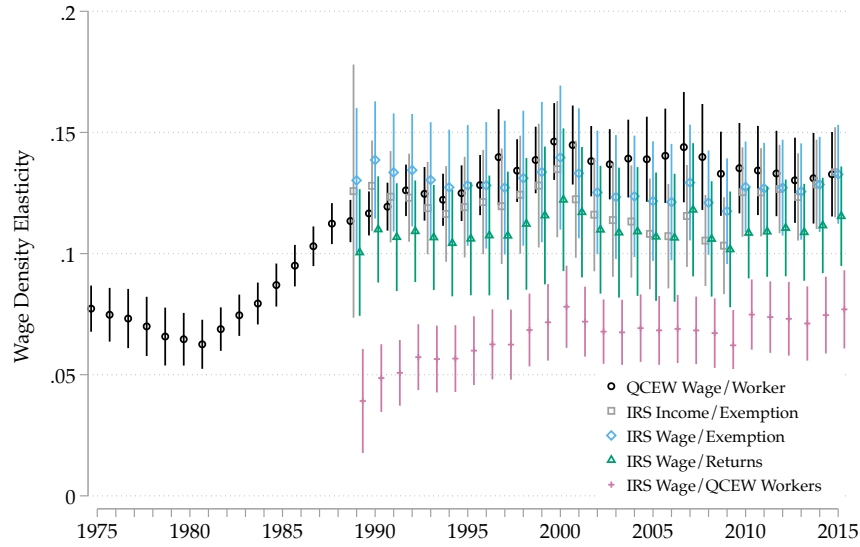 Wage Density Elasticity
.2
.15
.1
.05
0
QCEW Wage/Worker
IRS Income/Exemption
IRS Wage/Exemption
IRS Wage/Returns
IRS Wage/QCEW Workers
1975 1980 1985 1990 1995 2000 2005 2010 2015